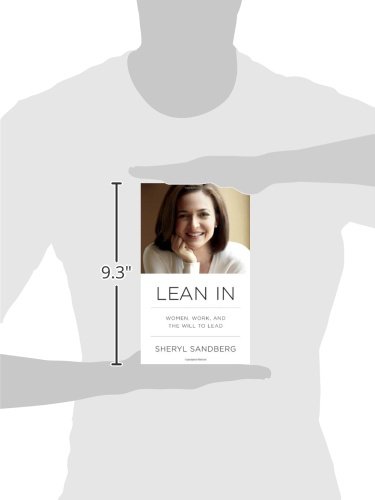 9.3"
LEAN IN
WOMEN, WORK, AND
THE WILL TO LEAD
SHERYL SANDBERG